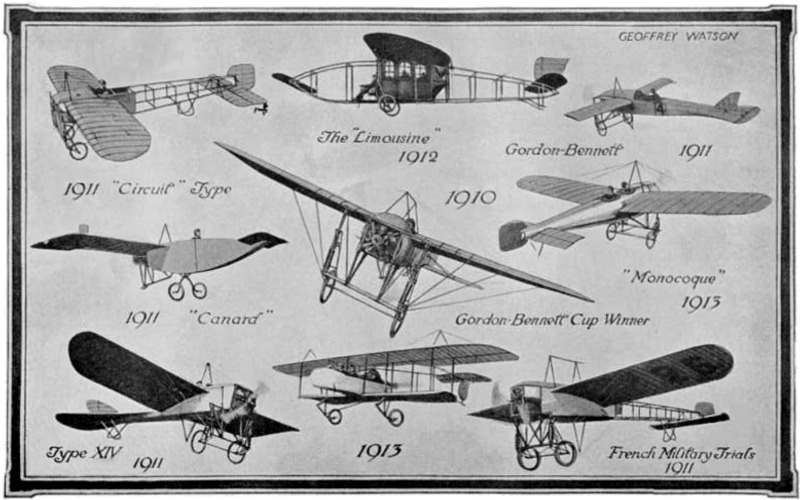 GEOFFREY WATSON
The "Limousine"
1912
Gordon-Bennett 1911
1911 "Circuit" Type
1910
"Monocoque"
1913
1911 "Canard"
Gordon-Bennett Cup Winner
Type XIV 1911
1913
French Military Trials
1911